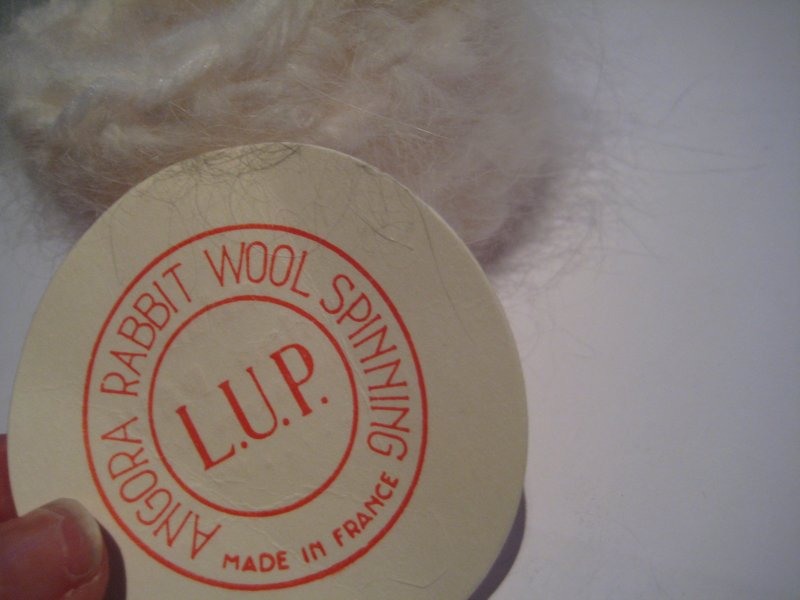 ANGORA RABBIT WOOL SPINNING
L.U.P.
MADE IN FRANCE